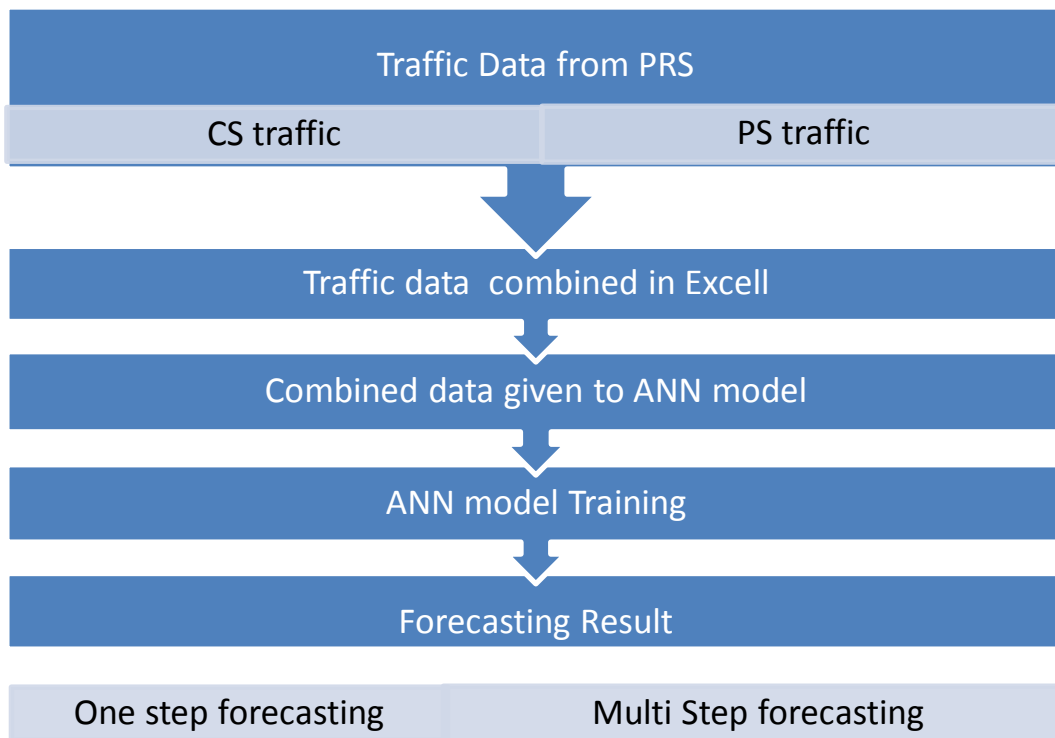 Traffic Data from PRS
CS traffic
PS traffic
Traffic data combined in Excell
Combined data given to ANN model
ANN model Training
Forecasting Result
One step forecasting
Multi Step forecasting